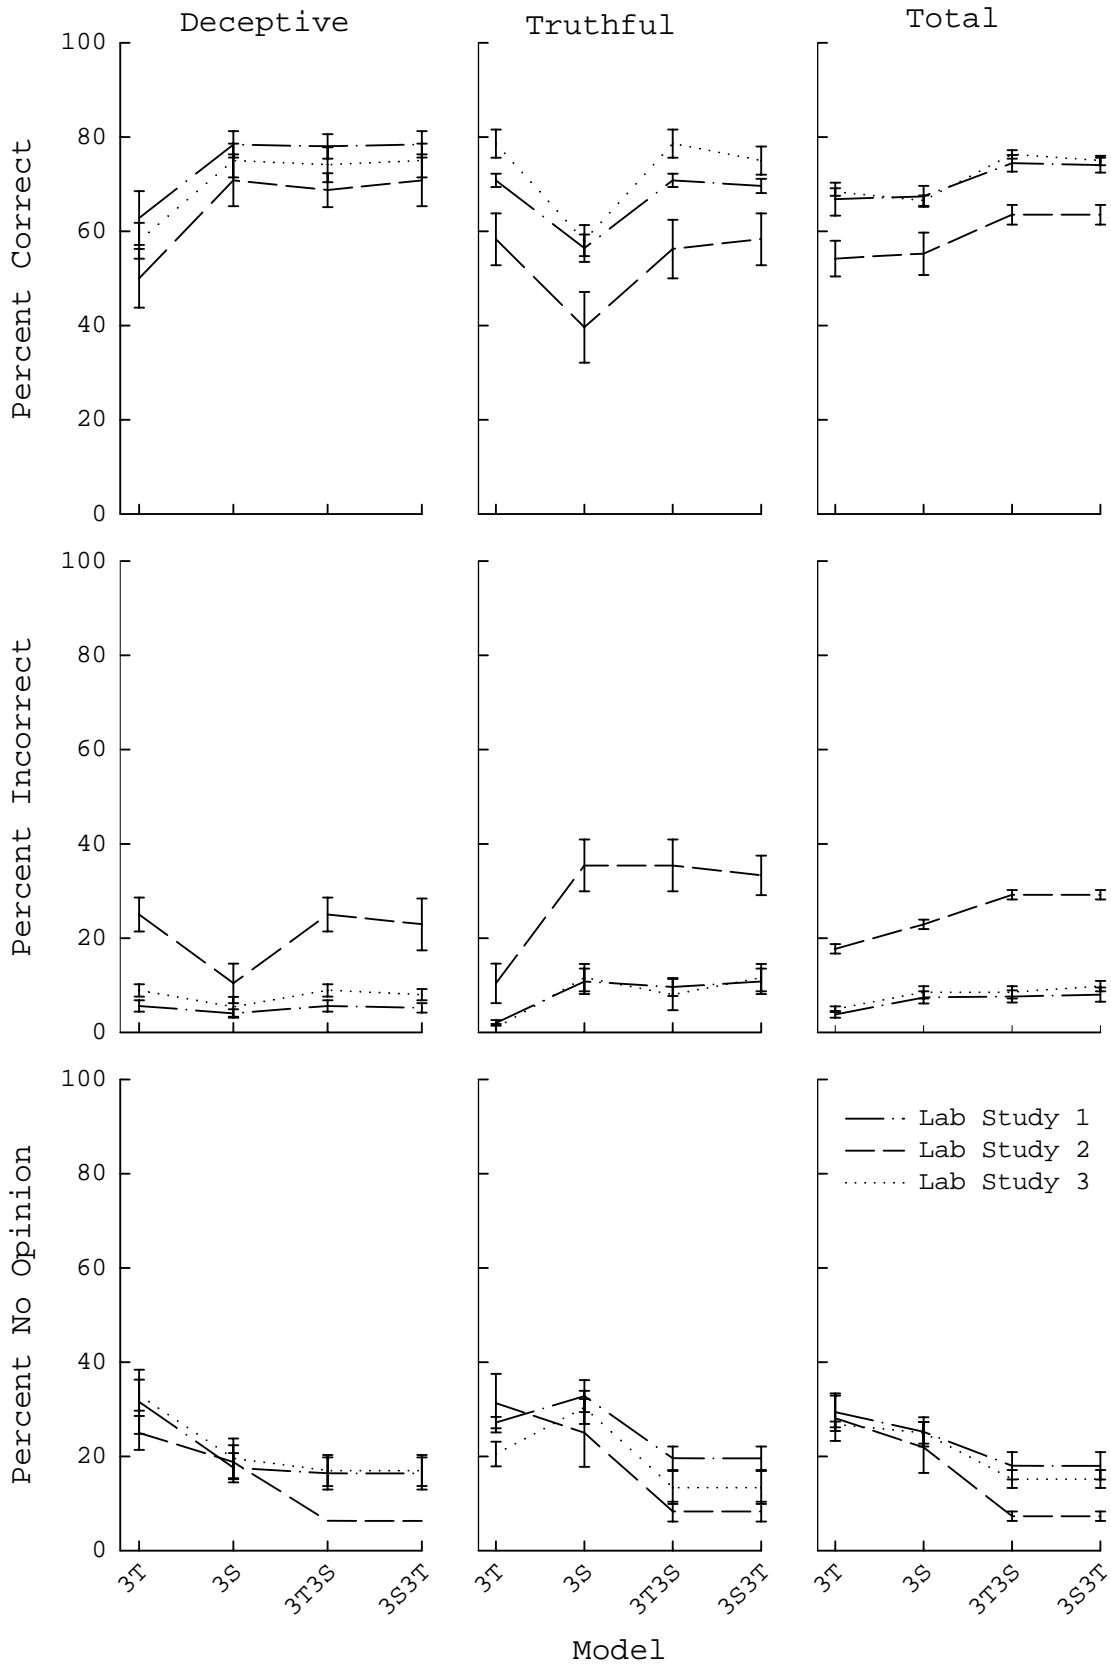 Deceptive Truthful Total
Percent Correct
100
80
60
40
20
0
Percent Incorrect
100
80
60
40
20
0
Percent No Opinion
100
80
60
40
20
0
Lab Study 1
Lab Study 2
Lab Study 3
3T 3S 3T3S 3S3T 3T 3S 3T3S 3S3T 3T 3S 3T3S 3S3T
Model